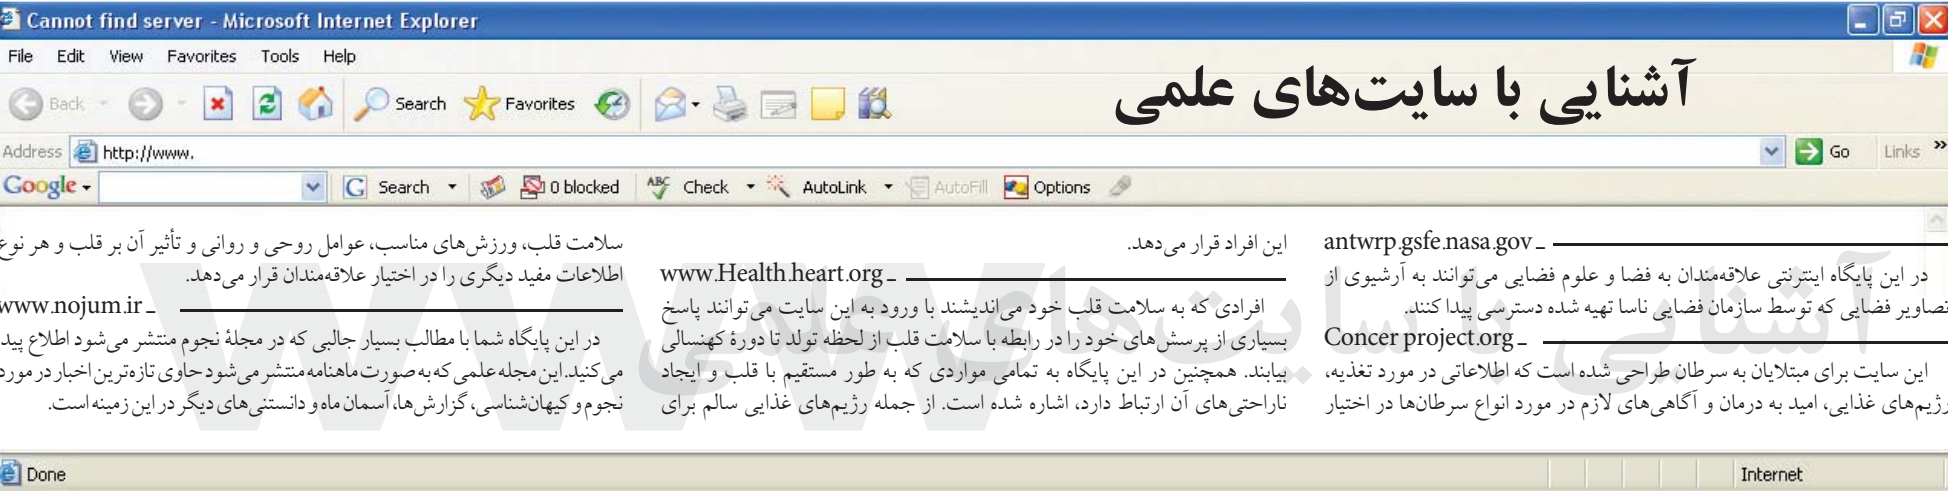 Cannot find server - Microsoft Internet Explorer
File Edit View Favorites Tools Help
آشنایی با سایت‌های علمی
Back Search Favorites
Address http://www. Go Links »
Google Search 0 blocked ABC Check AutoLink AutoFill Options
antwrp.gsfe.nasa.gov ـ
در این پایگاه اینترنتی علاقه‌مندان به فضا و علوم فضایی می‌توانند به آرشیوی از
تصاویر فضایی که توسط سازمان فضایی ناسا تهیه شده دسترسی پیدا کنند.
Concer project.org ـ
این سایت برای مبتلایان به سرطان طراحی شده است که اطلاعاتی در مورد تغذیه،
رژیم‌های غذایی، امید به درمان و آگاهی‌های لازم در مورد انواع سرطان‌ها در اختیار
این افراد قرار می‌دهد.
www.Health.heart.org ـ
افرادی که به سلامت قلب خود می‌اندیشند با ورود به این سایت می‌توانند پاسخ
بسیاری از پرسش‌های خود را در رابطه با سلامت قلب از لحظه تولد تا دورهٔ کهنسالی
بیابند. همچنین در این پایگاه به تمامی مواردی که به طور مستقیم با قلب و ایجاد
ناراحتی‌های آن ارتباط دارد، اشاره شده است. از جمله رژیم‌های غذایی سالم برای
سلامت قلب، ورزش‌های مناسب، عوامل روحی و روانی و تأثیر آن بر قلب و هر نوع
اطلاعات مفید دیگری را در اختیار علاقه‌مندان قرار می‌دهد.
www.nojum.ir ـ
در این پایگاه شما با مطالب بسیار جالبی که در مجلهٔ نجوم منتشر می‌شود اطلاع پیدا
می‌کنید. این مجله علمی که به صورت ماهنامه منتشر می‌شود حاوی تازه‌ترین اخبار در مورد
نجوم و کیهان‌شناسی، گزارش‌ها، آسمان ماه و دانستنی‌های دیگر در این زمینه است.
www
آشنایی با سایت‌های علمی
Done Internet